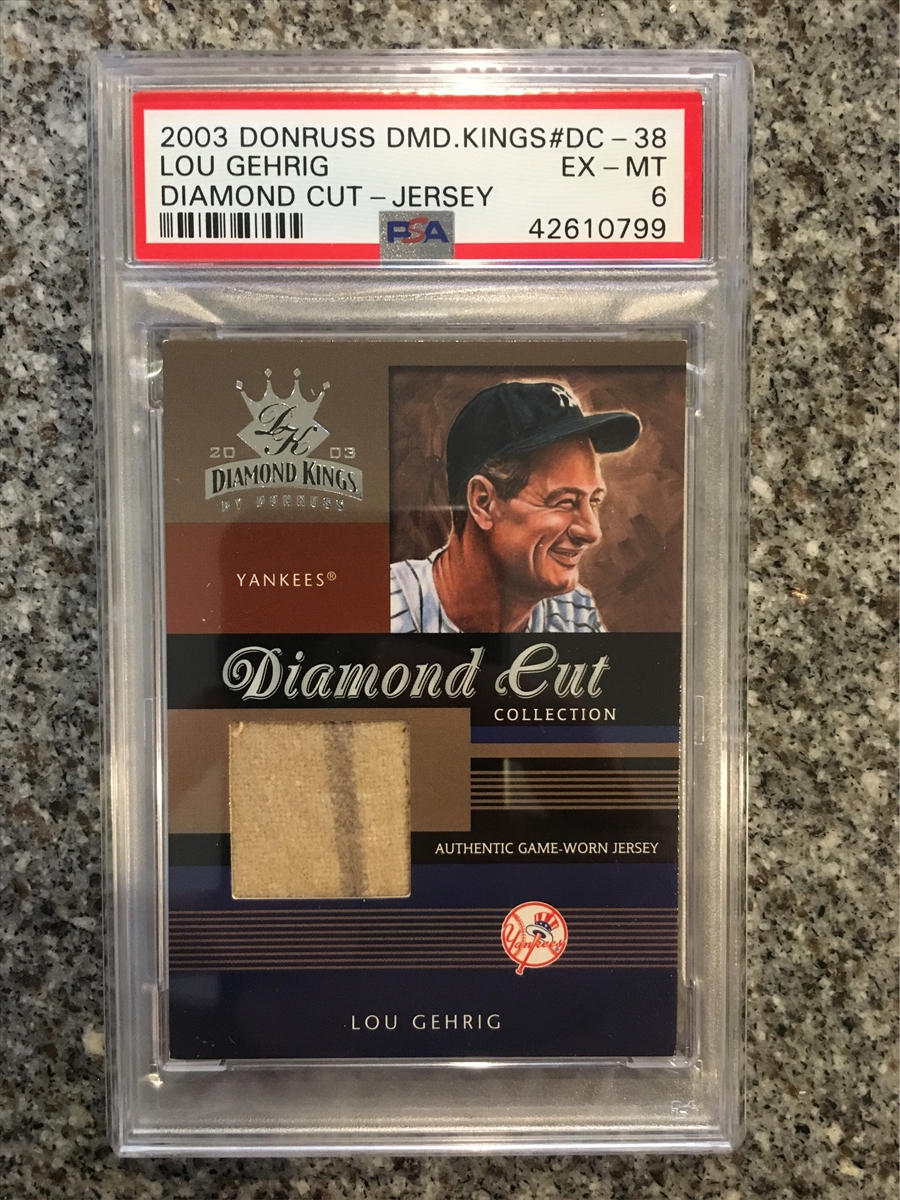 2003 DONRUSS DMD.KINGS#DC-38
LOU GEHRIG EX-MT
DIAMOND CUT-JERSEY 6
PSA 42610799
DK
20 03
DIAMOND KINGS
BY DONRUSS
NY
YANKEES®
Diamond Cut
COLLECTION
AUTHENTIC GAME-WORN JERSEY
Yankees
LOU GEHRIG